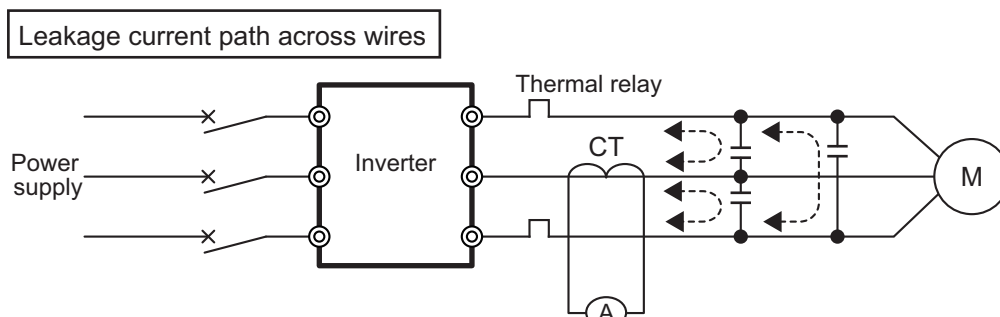 Leakage current path across wires
Thermal relay
CT
Power
supply
Inverter
M
A